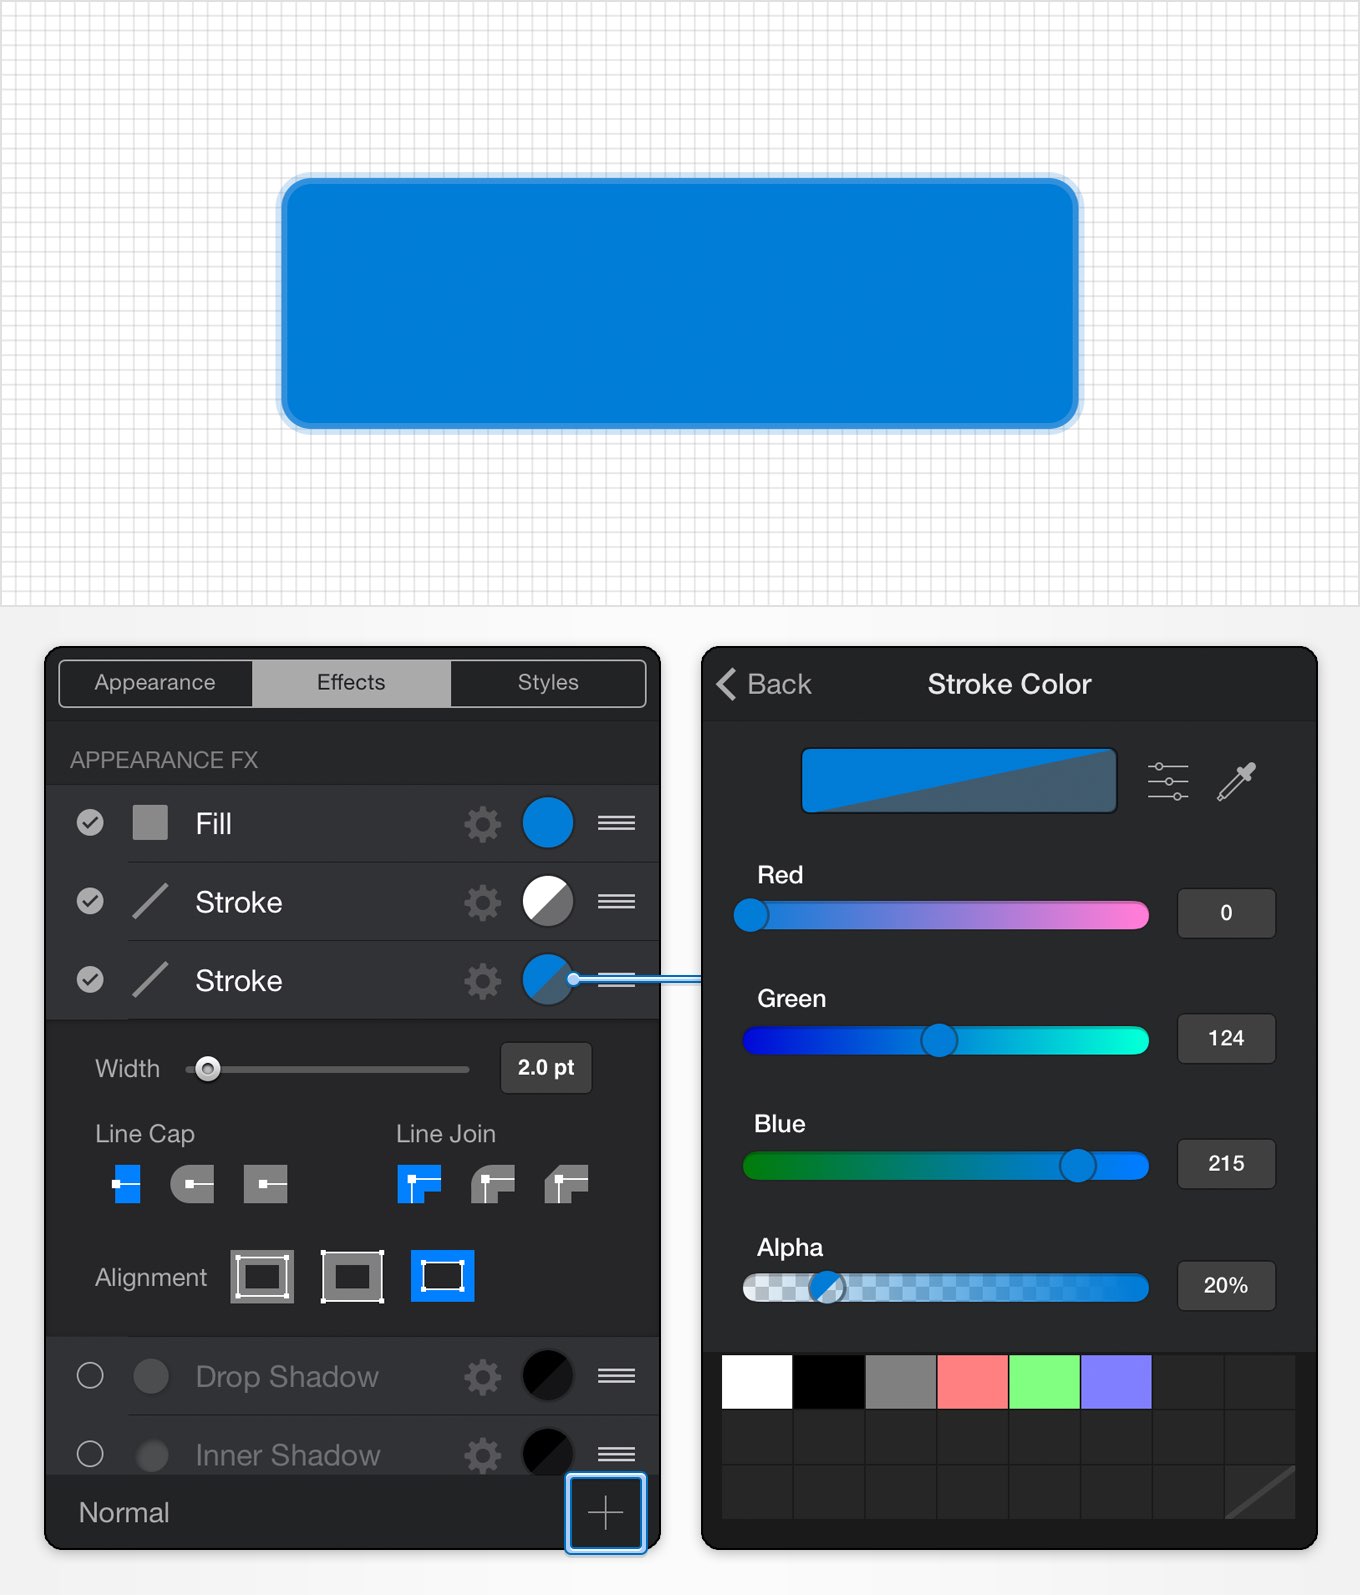 Appearance
Effects
Styles
APPEARANCE FX
Fill
Stroke
Stroke
Width
2.0 pt
Line Cap
Line Join
Alignment
Drop Shadow
Inner Shadow
Normal
Back
Stroke Color
Red
0
Green
124
Blue
215
Alpha
20%